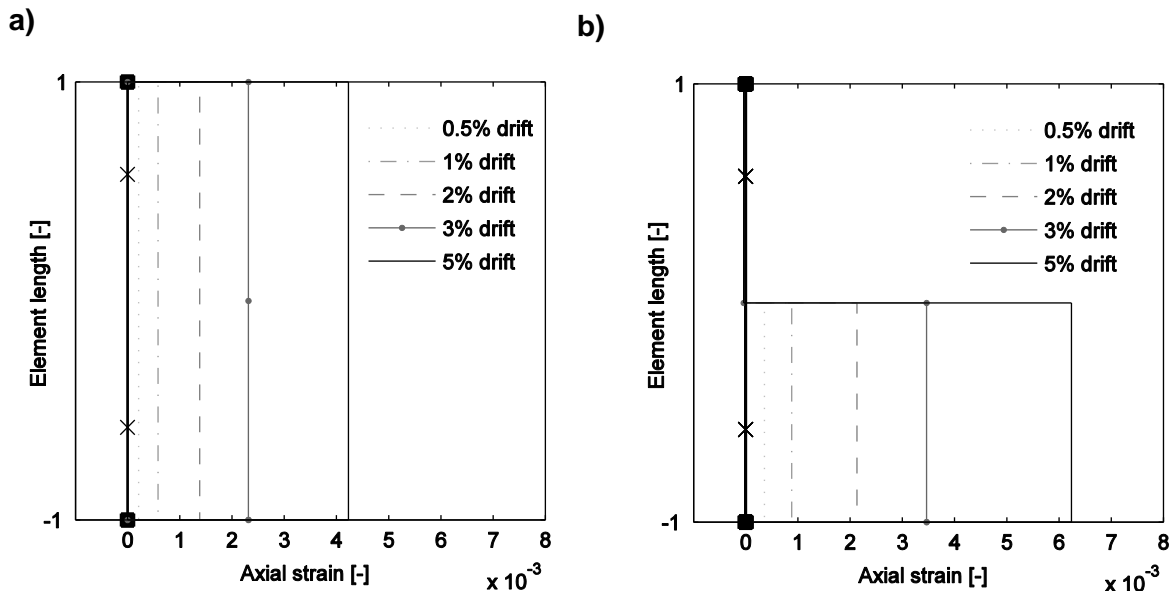 a)
1
Element length [-]
-1
0.5% drift
1% drift
2% drift
3% drift
5% drift
0 1 2 3 4 5 6 7 8
Axial strain [-]
x 10⁻³
b)
1
Element length [-]
-1
0.5% drift
1% drift
2% drift
3% drift
5% drift
0 1 2 3 4 5 6 7 8
Axial strain [-]
x 10⁻³